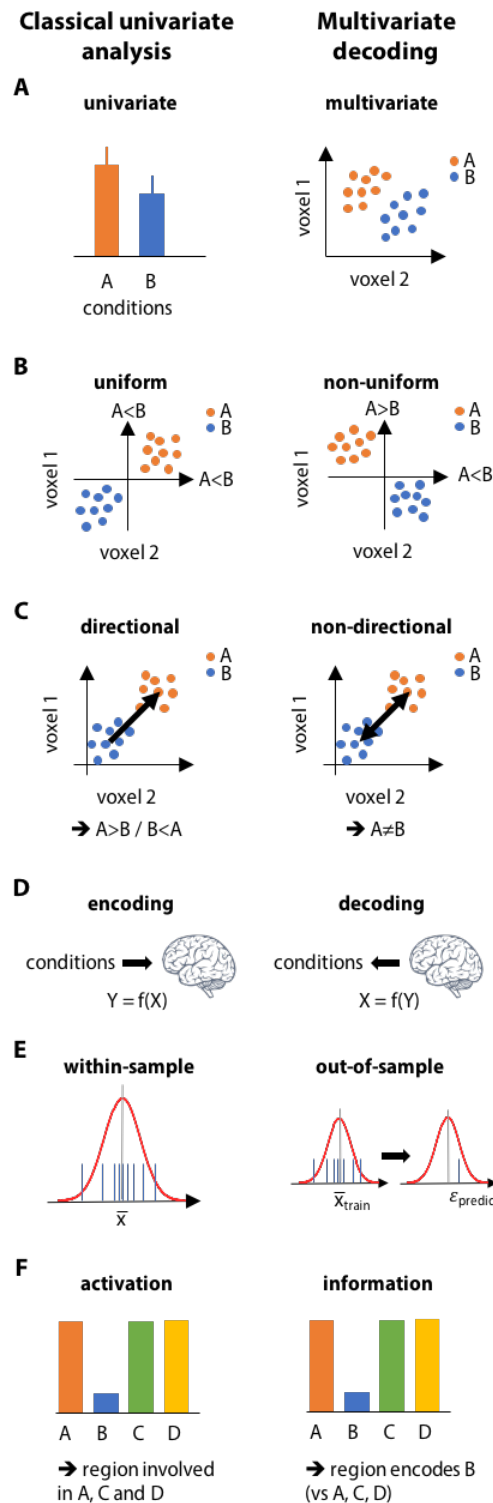 Classical univariate analysis
Multivariate decoding
A
univariate
A B
conditions
multivariate
A
B
voxel 1
voxel 2
B
uniform
A<B
A
B
A<B
voxel 1
voxel 2
non-uniform
A>B
A
B
A<B
voxel 1
voxel 2
C
directional
A
B
voxel 1
voxel 2
➔ A>B / B<A
non-directional
A
B
voxel 1
voxel 2
➔ A≠B
D
encoding
conditions
Y = f(X)
decoding
conditions
X = f(Y)
E
within-sample
x̅
out-of-sample
x̅train
εpredic
F
activation
A B C D
➔ region involved
in A, C and D
information
A B C D
➔ region encodes B
(vs A, C, D)